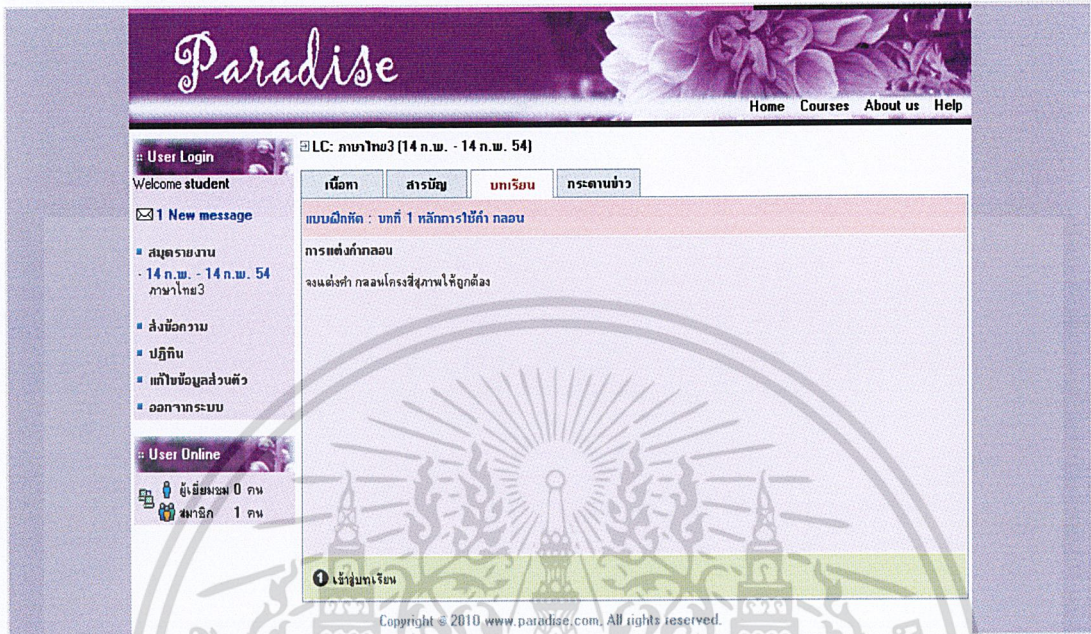 Paradise
Home Courses About us Help
:: User Login
Welcome student
1 New message
สมุดรายงาน
- 14 ก.พ. - 14 ก.พ. 54
ภาษาไทย3
ส่งข้อความ
ปฏิทิน
แก้ไขข้อมูลส่วนตัว
ออกจากระบบ
:: User Online
ผู้เยี่ยมชม 0 คน
สมาชิก 1 คน
LC: ภาษาไทย3 (14 ก.พ. - 14 ก.พ. 54)
เนื้อหา สารบัญ บทเรียน กระดานข่าว
แบบฝึกหัด : บทที่ 1 หลักการใช้คำ กลอน
การแต่งคำกลอน
จงแต่งคำ กลอนโครงสี่สุภาพให้ถูกต้อง
1 เข้าสู่บทเรียน
Copyright © 2010 www.paradise.com, All rights reserved.